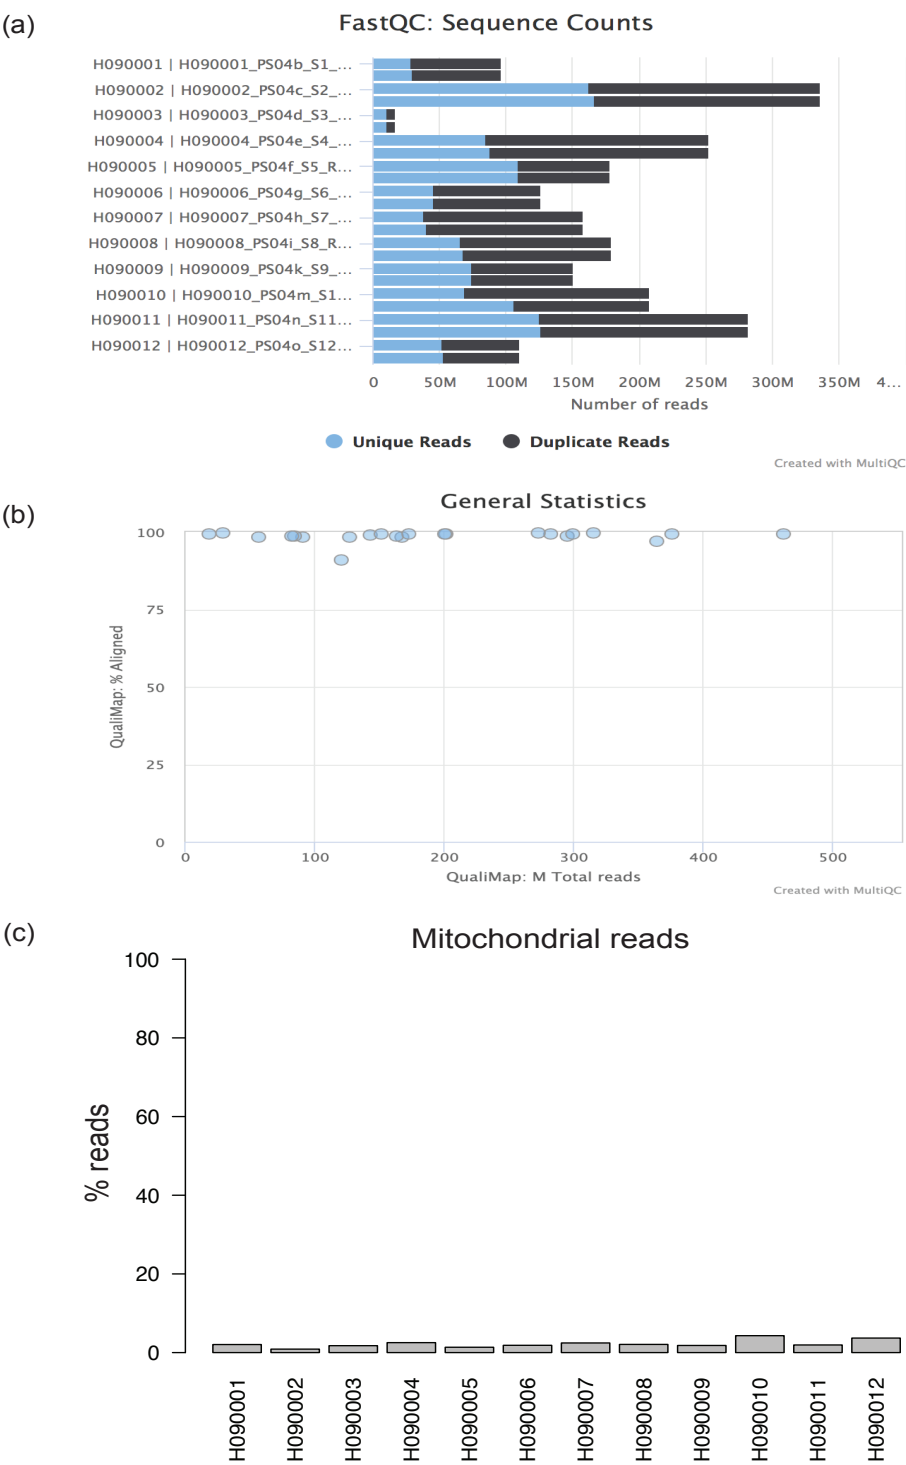 (a)
FastQC: Sequence Counts
H090001 | H090001_PS04b_S1_...
H090002 | H090002_PS04c_S2_...
H090003 | H090003_PS04d_S3_...
H090004 | H090004_PS04e_S4_...
H090005 | H090005_PS04f_S5_R...
H090006 | H090006_PS04g_S6_...
H090007 | H090007_PS04h_S7_...
H090008 | H090008_PS04i_S8_R...
H090009 | H090009_PS04k_S9_...
H090010 | H090010_PS04m_S1...
H090011 | H090011_PS04n_S11...
H090012 | H090012_PS04o_S12...
0 50M 100M 150M 200M 250M 300M 350M 4...
Number of reads
Unique Reads Duplicate Reads
Created with MultiQC
(b)
General Statistics
100
75
50
25
0
QualiMap: % Aligned
0 100 200 300 400 500
QualiMap: M Total reads
Created with MultiQC
(c)
Mitochondrial reads
100
80
60
40
20
0
% reads
H090001
H090002
H090003
H090004
H090005
H090006
H090007
H090008
H090009
H090010
H090011
H090012